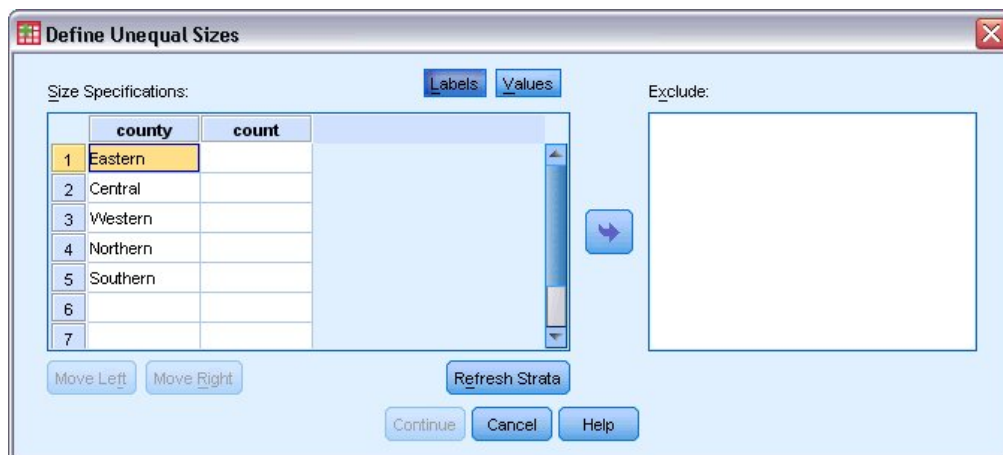 Define Unequal Sizes
Size Specifications:
Labels
Values
Exclude:
county count
1 Eastern
2 Central
3 Western
4 Northern
5 Southern
6
7
Move Left
Move Right
Refresh Strata
Continue
Cancel
Help